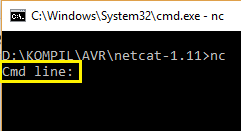 C:\Windows\System32\cmd.exe - nc
D:\KOMPIL\AVR\netcat-1.11>nc
Cmd line: